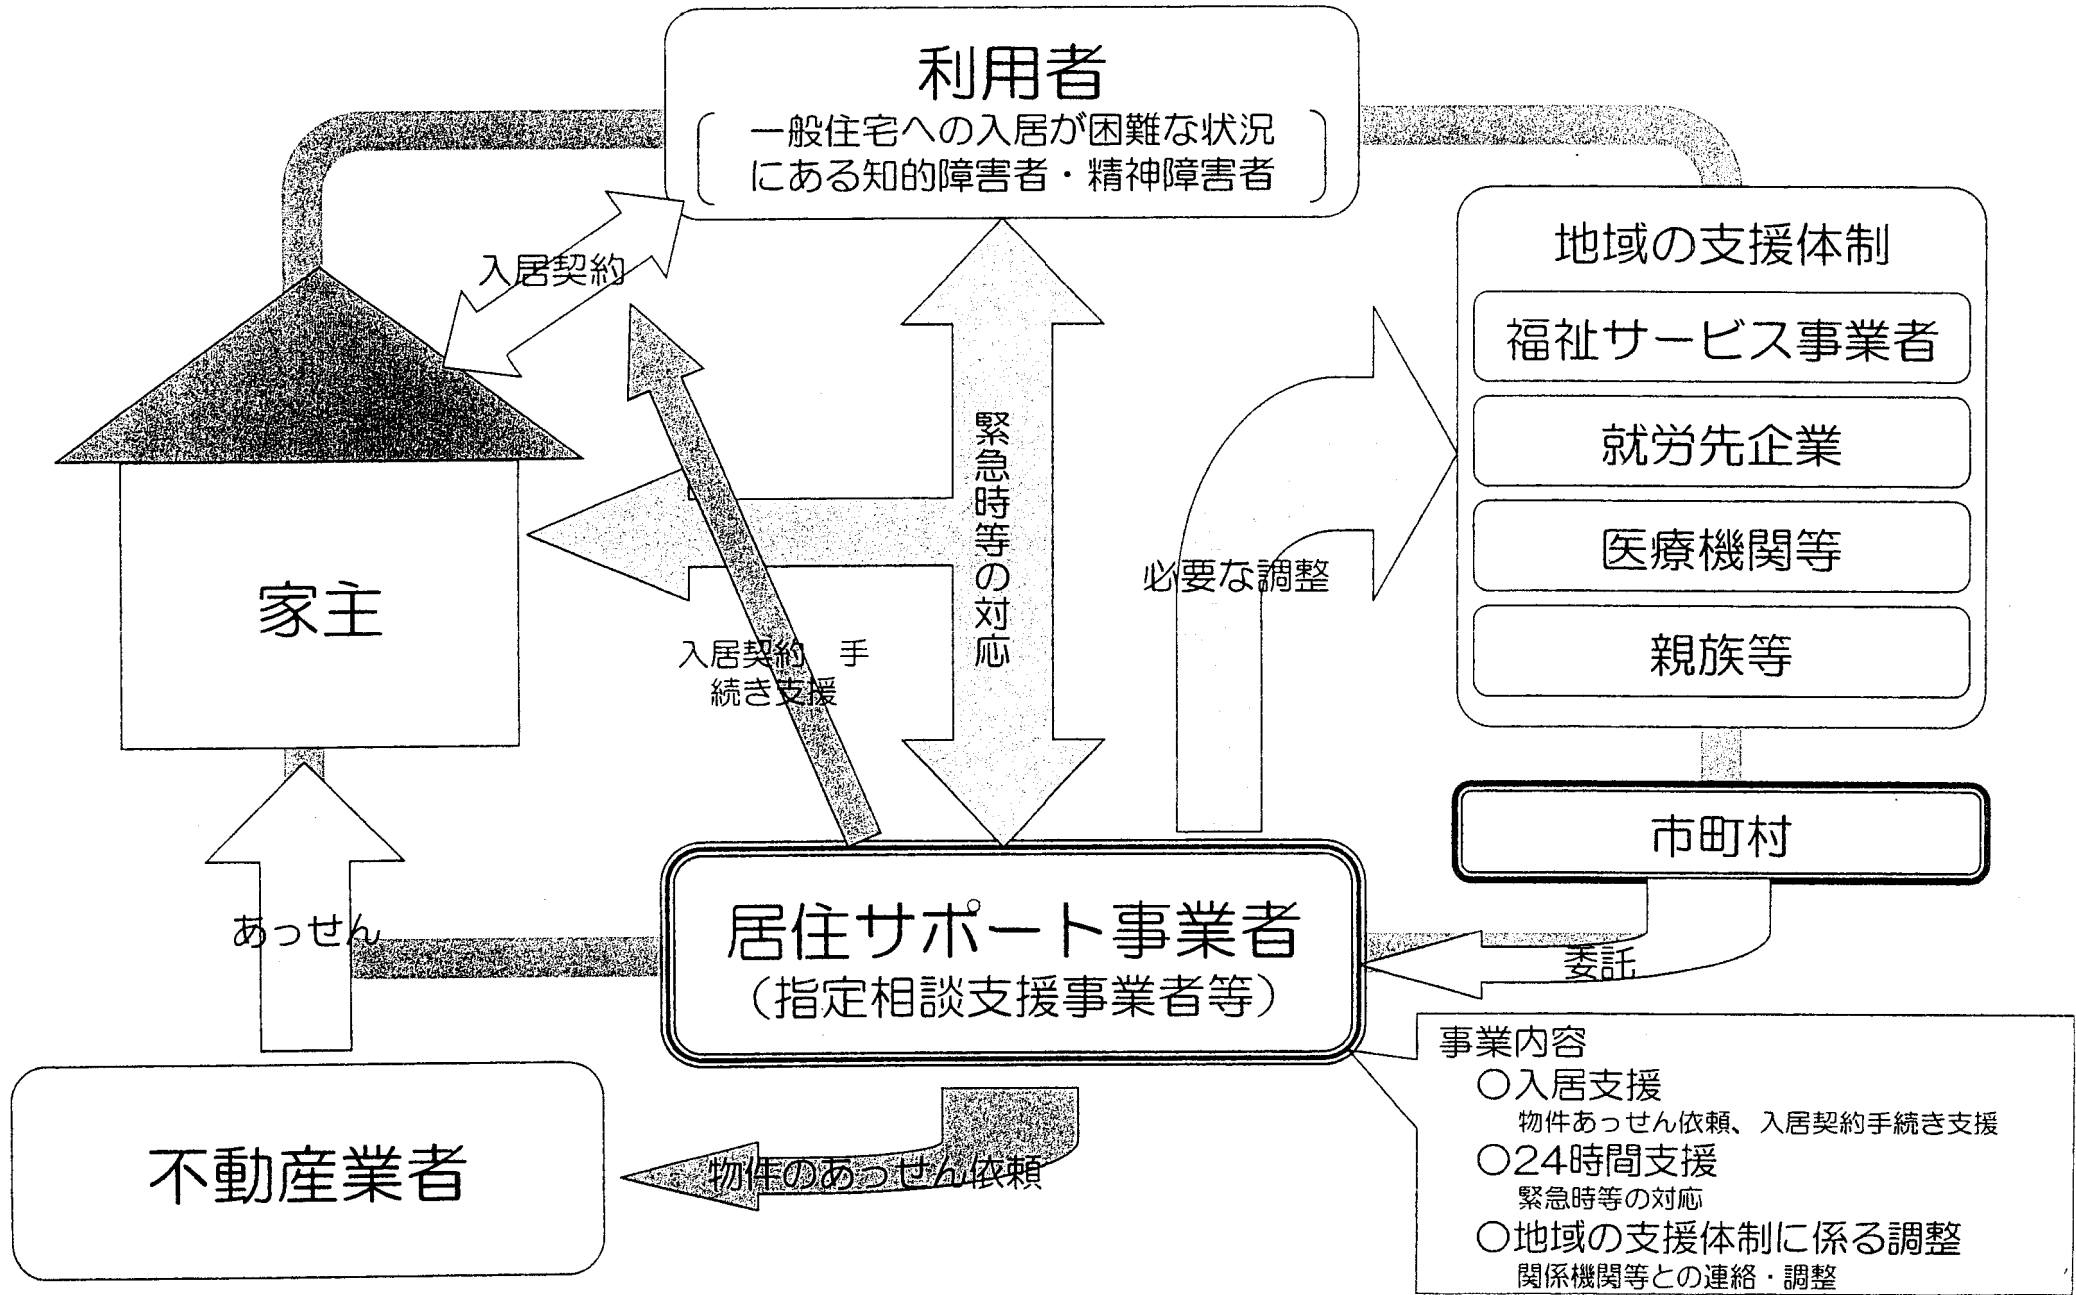 利用者
一般住宅への入居が困難な状況
にある知的障害者・精神障害者
入居契約
地域の支援体制
福祉サービス事業者
就労先企業
医療機関等
親族等
緊急時等の対応
必要な調整
家主
入居契約 手
続き支援
市町村
あっせん
居住サポート事業者
（指定相談支援事業者等）
委託
不動産業者
物件のあっせん依頼
事業内容
○入居支援
物件あっせん依頼、入居契約手続き支援
○24時間支援
緊急時等の対応
○地域の支援体制に係る調整
関係機関等との連絡・調整